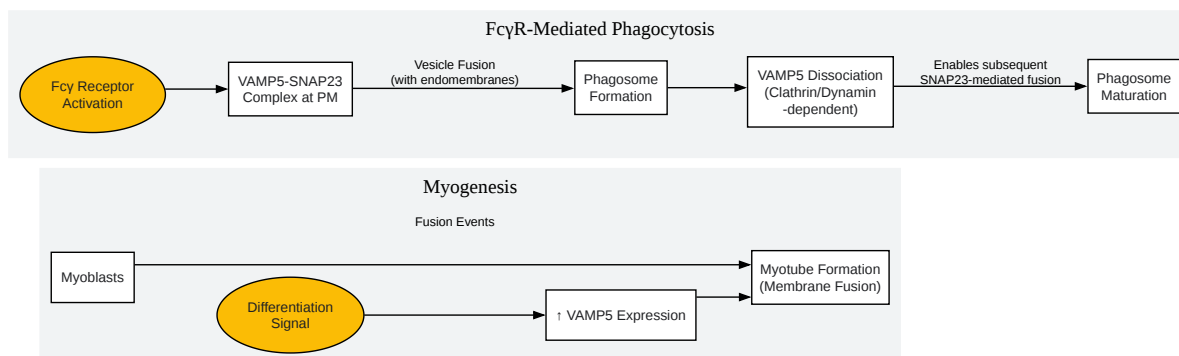 FcγR-Mediated Phagocytosis
Fcγ Receptor
Activation
VAMP5-SNAP23
Complex at PM
Vesicle Fusion
(with endomembranes)
Phagosome
Formation
VAMP5 Dissociation
(Clathrin/Dynamin
-dependent)
Enables subsequent
SNAP23-mediated fusion
Phagosome
Maturation
Myogenesis
Fusion Events
Myoblasts
Differentiation
Signal
↑ VAMP5 Expression
Myotube Formation
(Membrane Fusion)